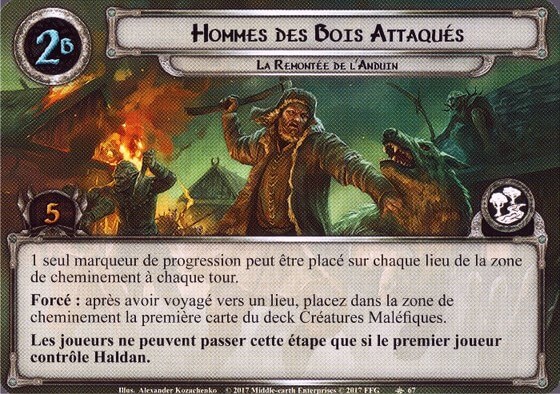 2B
Hommes des Bois Attaqués
La Remontée de l'Anduin
5
1 seul marqueur de progression peut être placé sur chaque lieu de la zone
de cheminement à chaque tour.
Forcé : après avoir voyagé vers un lieu, placez dans la zone de
cheminement la première carte du deck Créatures Maléfiques.
Les joueurs ne peuvent passer cette étape que si le premier joueur
contrôle Haldan.
Illus. Alexander Kozachenko © 2017 Middle-earth Enterprises © 2017 FFG 67